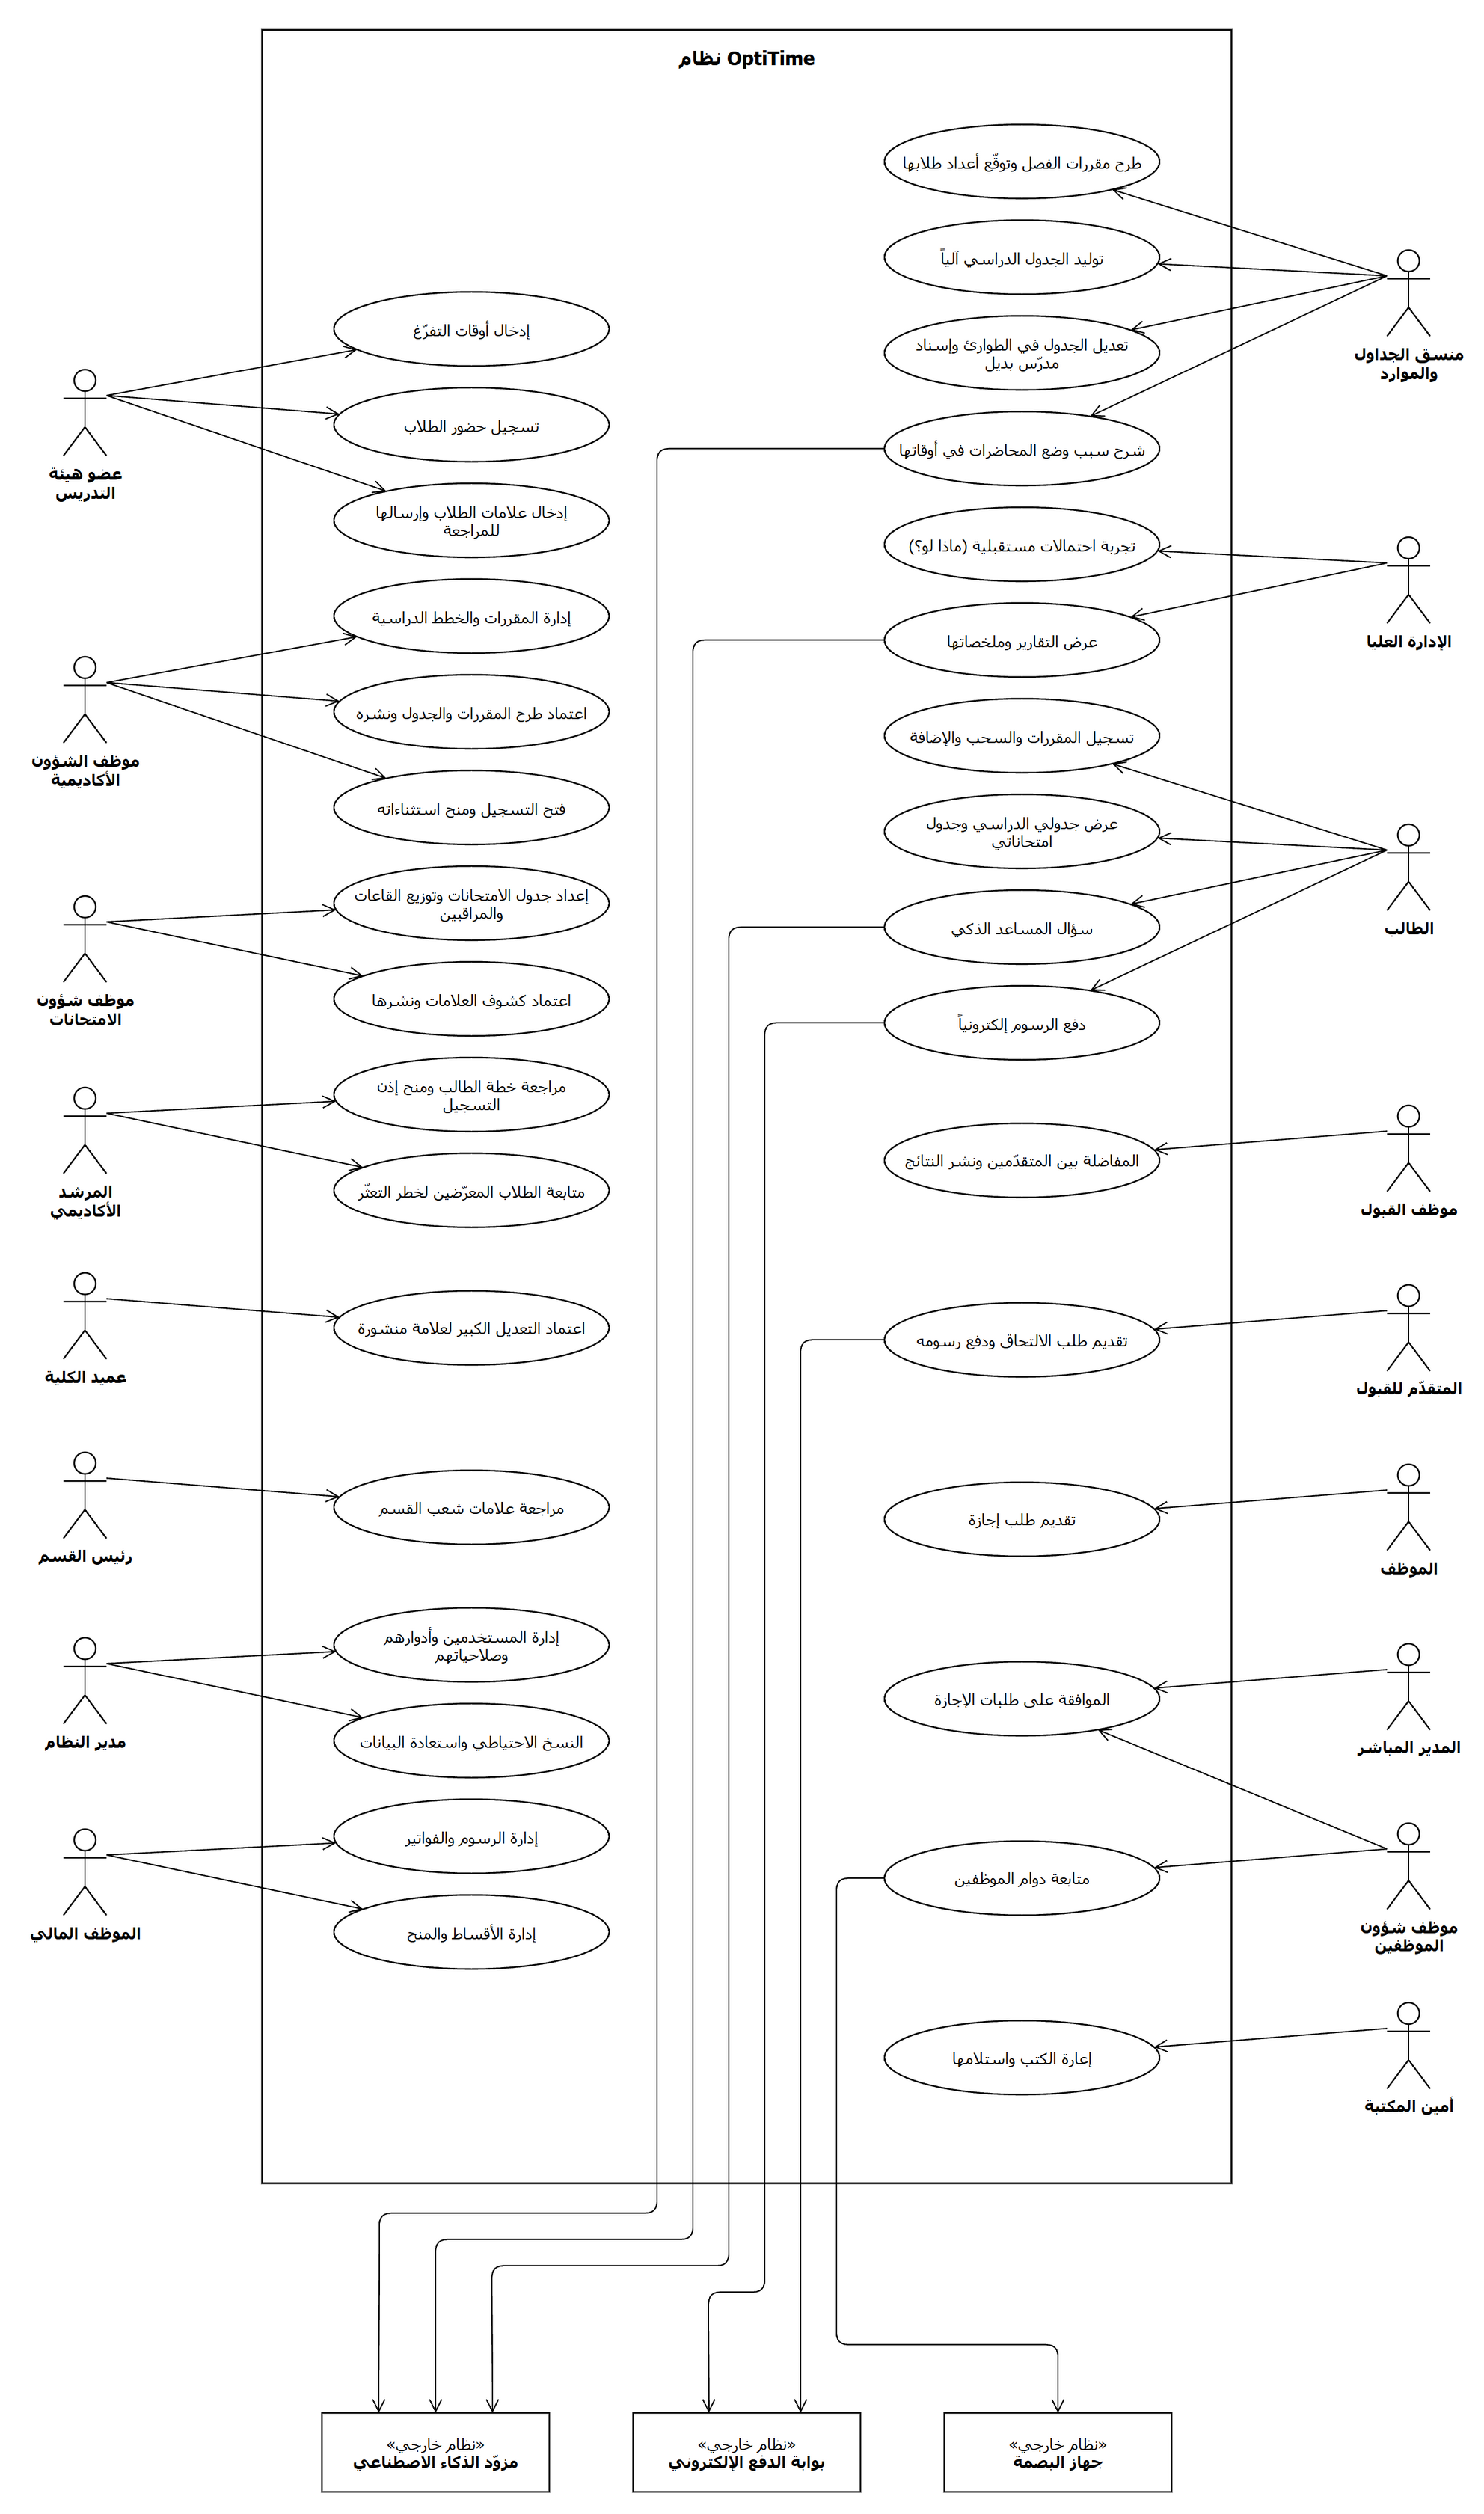 نظام OptiTime
طرح مقررات الفصل وتوقّع أعداد طلابها
توليد الجدول الدراسي آلياً
تعديل الجدول في الطوارئ وإسناد
مدرّس بديل
شرح سبب وضع المحاضرات في أوقاتها
منسق الجداول
والموارد
تجربة احتمالات مستقبلية (ماذا لو؟)
عرض التقارير وملخصاتها
الإدارة العليا
تسجيل المقررات والسحب والإضافة
عرض جدولي الدراسي وجدول
امتحاناتي
سؤال المساعد الذكي
دفع الرسوم إلكترونياً
الطالب
المفاضلة بين المتقدّمين ونشر النتائج
موظف القبول
تقديم طلب الالتحاق ودفع رسومه
المتقدّم للقبول
تقديم طلب إجازة
الموظف
الموافقة على طلبات الإجازة
المدير المباشر
متابعة دوام الموظفين
موظف شؤون
الموظفين
إعارة الكتب واستلامها
أمين المكتبة
إدخال أوقات التفرّغ
تسجيل حضور الطلاب
إدخال علامات الطلاب وإرسالها
للمراجعة
عضو هيئة
التدريس
إدارة المقررات والخطط الدراسية
اعتماد طرح المقررات والجدول ونشره
فتح التسجيل ومنح استثناءاته
موظف الشؤون
الأكاديمية
إعداد جدول الامتحانات وتوزيع القاعات
والمراقبين
اعتماد كشوف العلامات ونشرها
موظف شؤون
الامتحانات
مراجعة خطة الطالب ومنح إذن
التسجيل
متابعة الطلاب المعرّضين لخطر التعثّر
المرشد
الأكاديمي
اعتماد التعديل الكبير لعلامة منشورة
عميد الكلية
مراجعة علامات شعب القسم
رئيس القسم
إدارة المستخدمين وأدوارهم
وصلاحياتهم
النسخ الاحتياطي واستعادة البيانات
مدير النظام
إدارة الرسوم والفواتير
إدارة الأقساط والمنح
الموظف المالي
«نظام خارجي»
جهاز البصمة
«نظام خارجي»
بوابة الدفع الإلكتروني
«نظام خارجي»
مزوّد الذكاء الاصطناعي